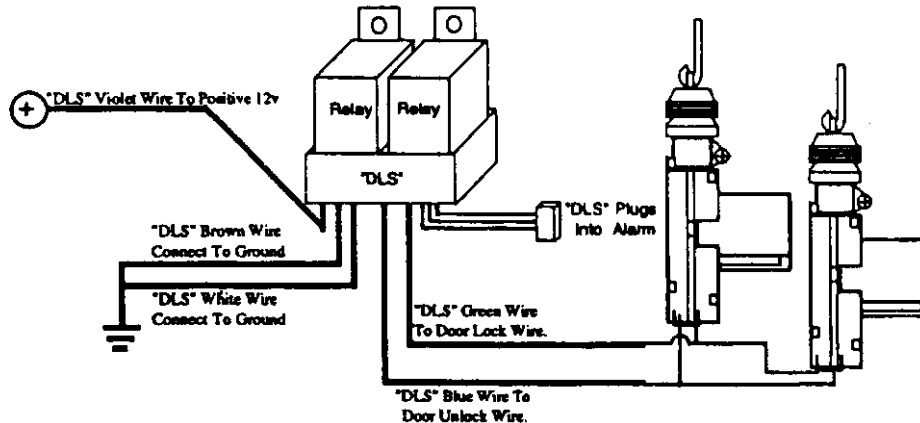 "DLS" Violet Wire To Positive 12v
Relay
Relay
"DLS"
"DLS" Plugs
Into Alarm
"DLS" Brown Wire
Connect To Ground
"DLS" White Wire
Connect To Ground
"DLS" Green Wire
To Door Lock Wire.
"DLS" Blue Wire To
Door Unlock Wire.